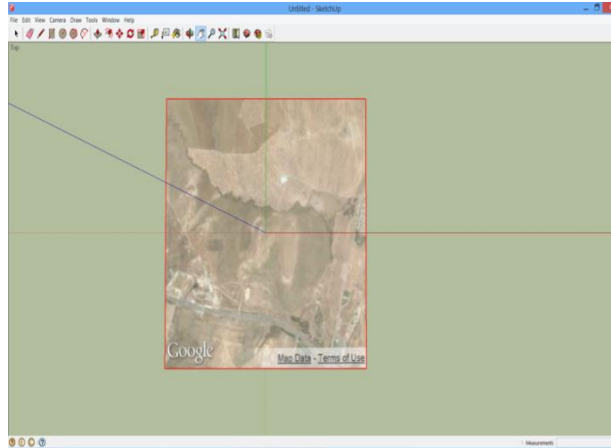 Untitled - SketchUp
File Edit View Camera Draw Tools Window Help
Top
Google
Map Data - Terms of Use
Measurements